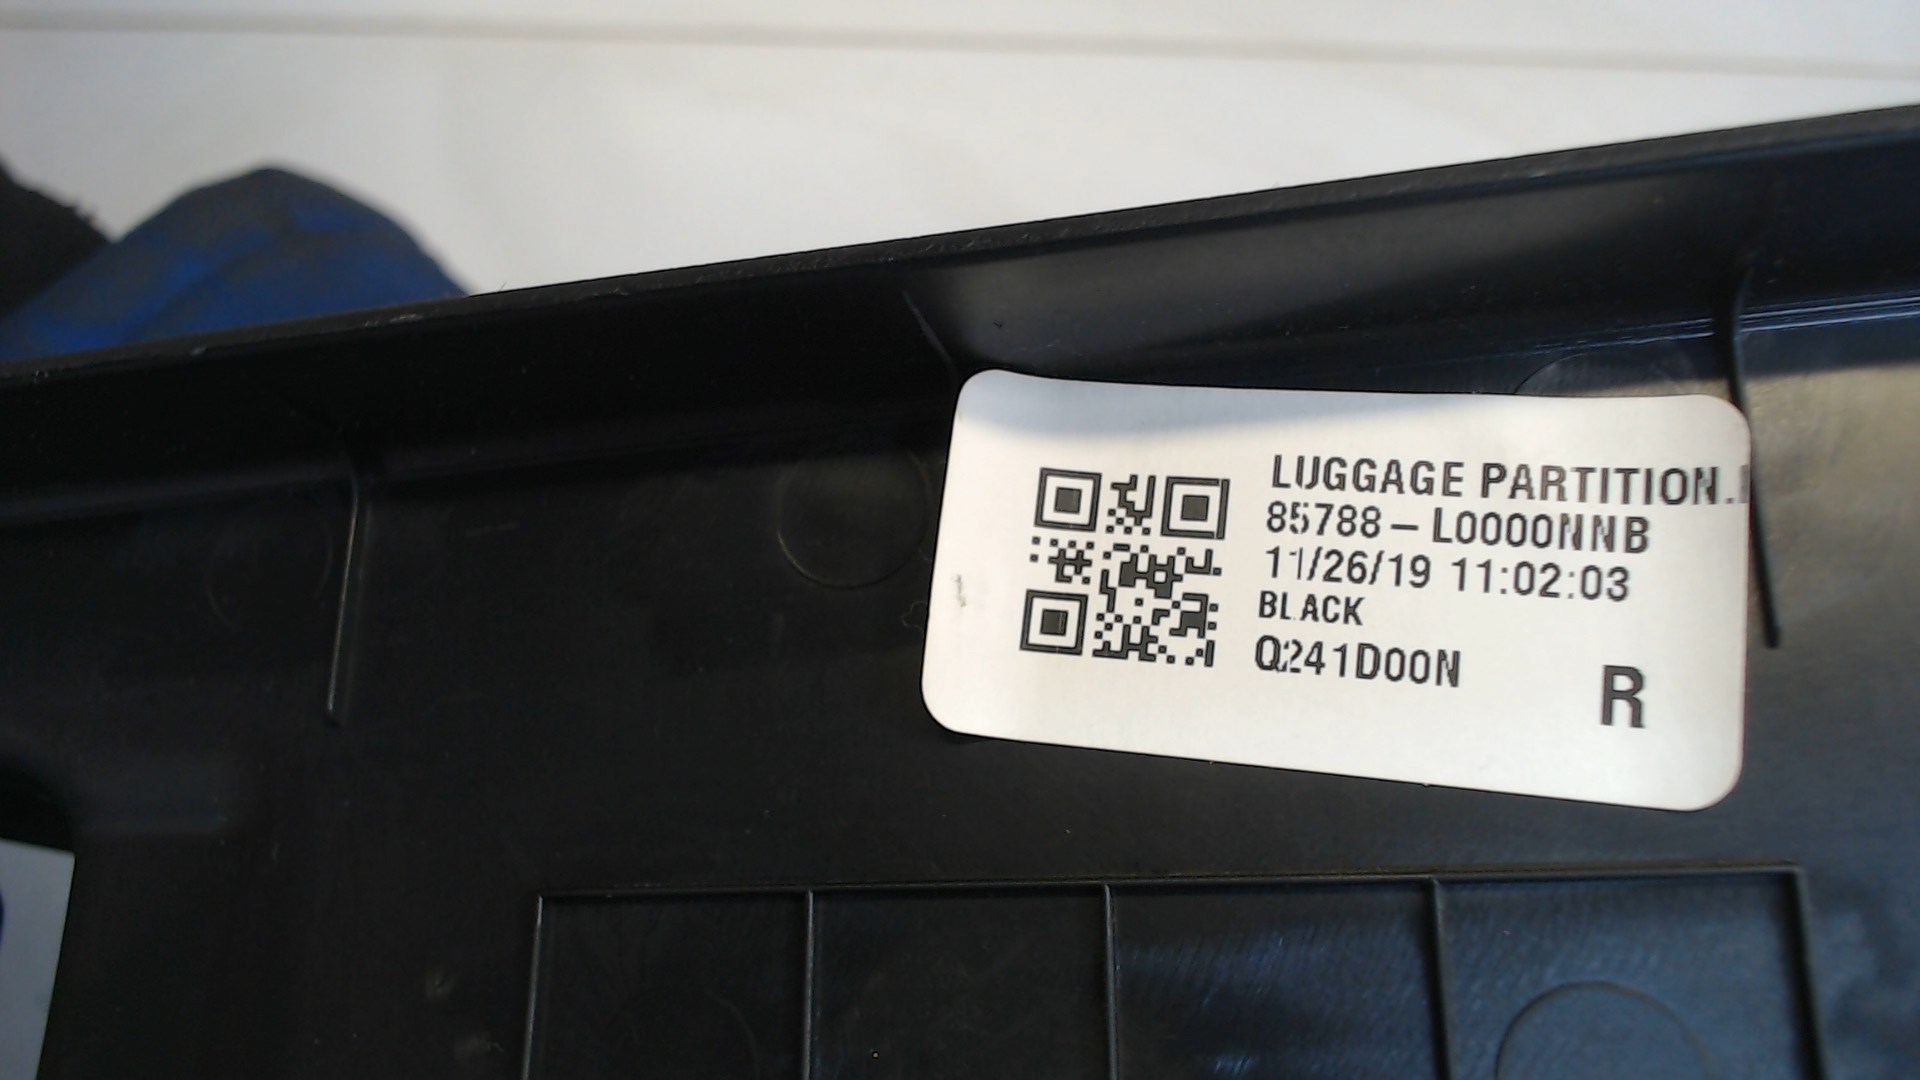 LUGGAGE PARTITION.
85788-L0000NNB
11/26/19 11:02:03
BLACK
Q241D00N
R